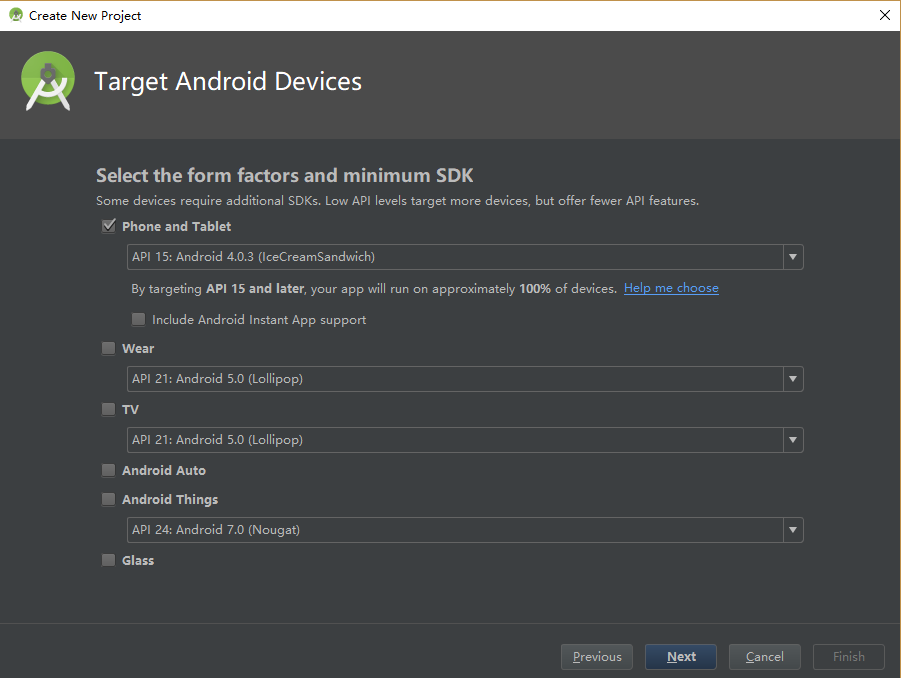 Create New Project
Target Android Devices
Select the form factors and minimum SDK
Some devices require additional SDKs. Low API levels target more devices, but offer fewer API features.
Phone and Tablet
API 15: Android 4.0.3 (IceCreamSandwich)
By targeting API 15 and later, your app will run on approximately 100% of devices. Help me choose
Include Android Instant App support
Wear
API 21: Android 5.0 (Lollipop)
TV
API 21: Android 5.0 (Lollipop)
Android Auto
Android Things
API 24: Android 7.0 (Nougat)
Glass
Previous Next Cancel Finish